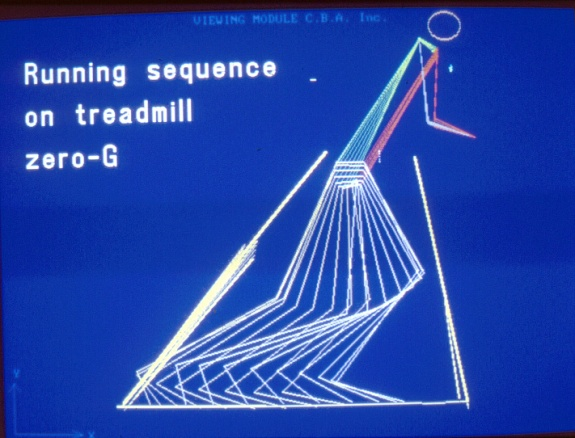 VIEWING MODULE C.B.A. Inc.
Running sequence
on treadmill
zero-G
Y
X